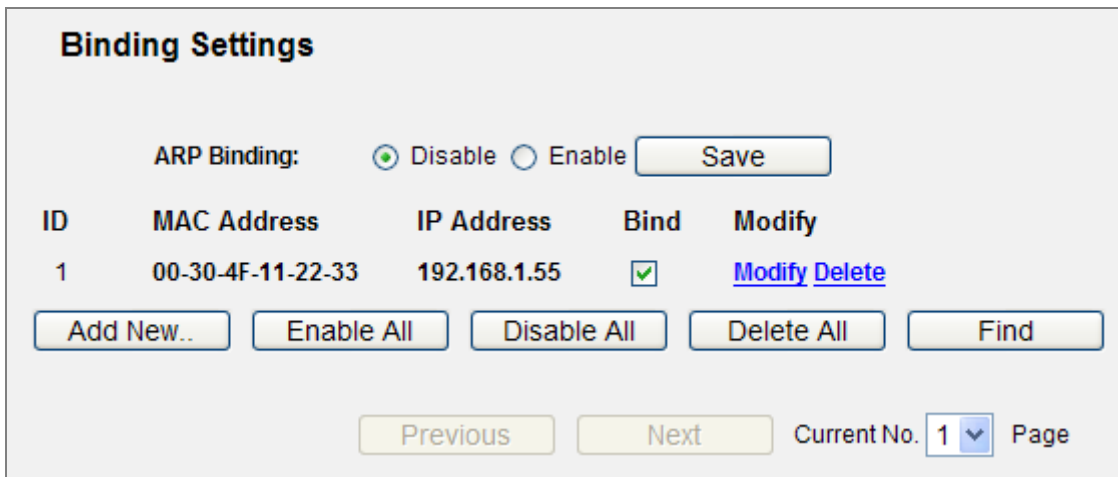 Binding Settings
ARP Binding: Disable Enable Save
ID MAC Address IP Address Bind Modify
1 00-30-4F-11-22-33 192.168.1.55 Modify Delete
Add New.. Enable All Disable All Delete All Find
Previous Next Current No. 1 Page